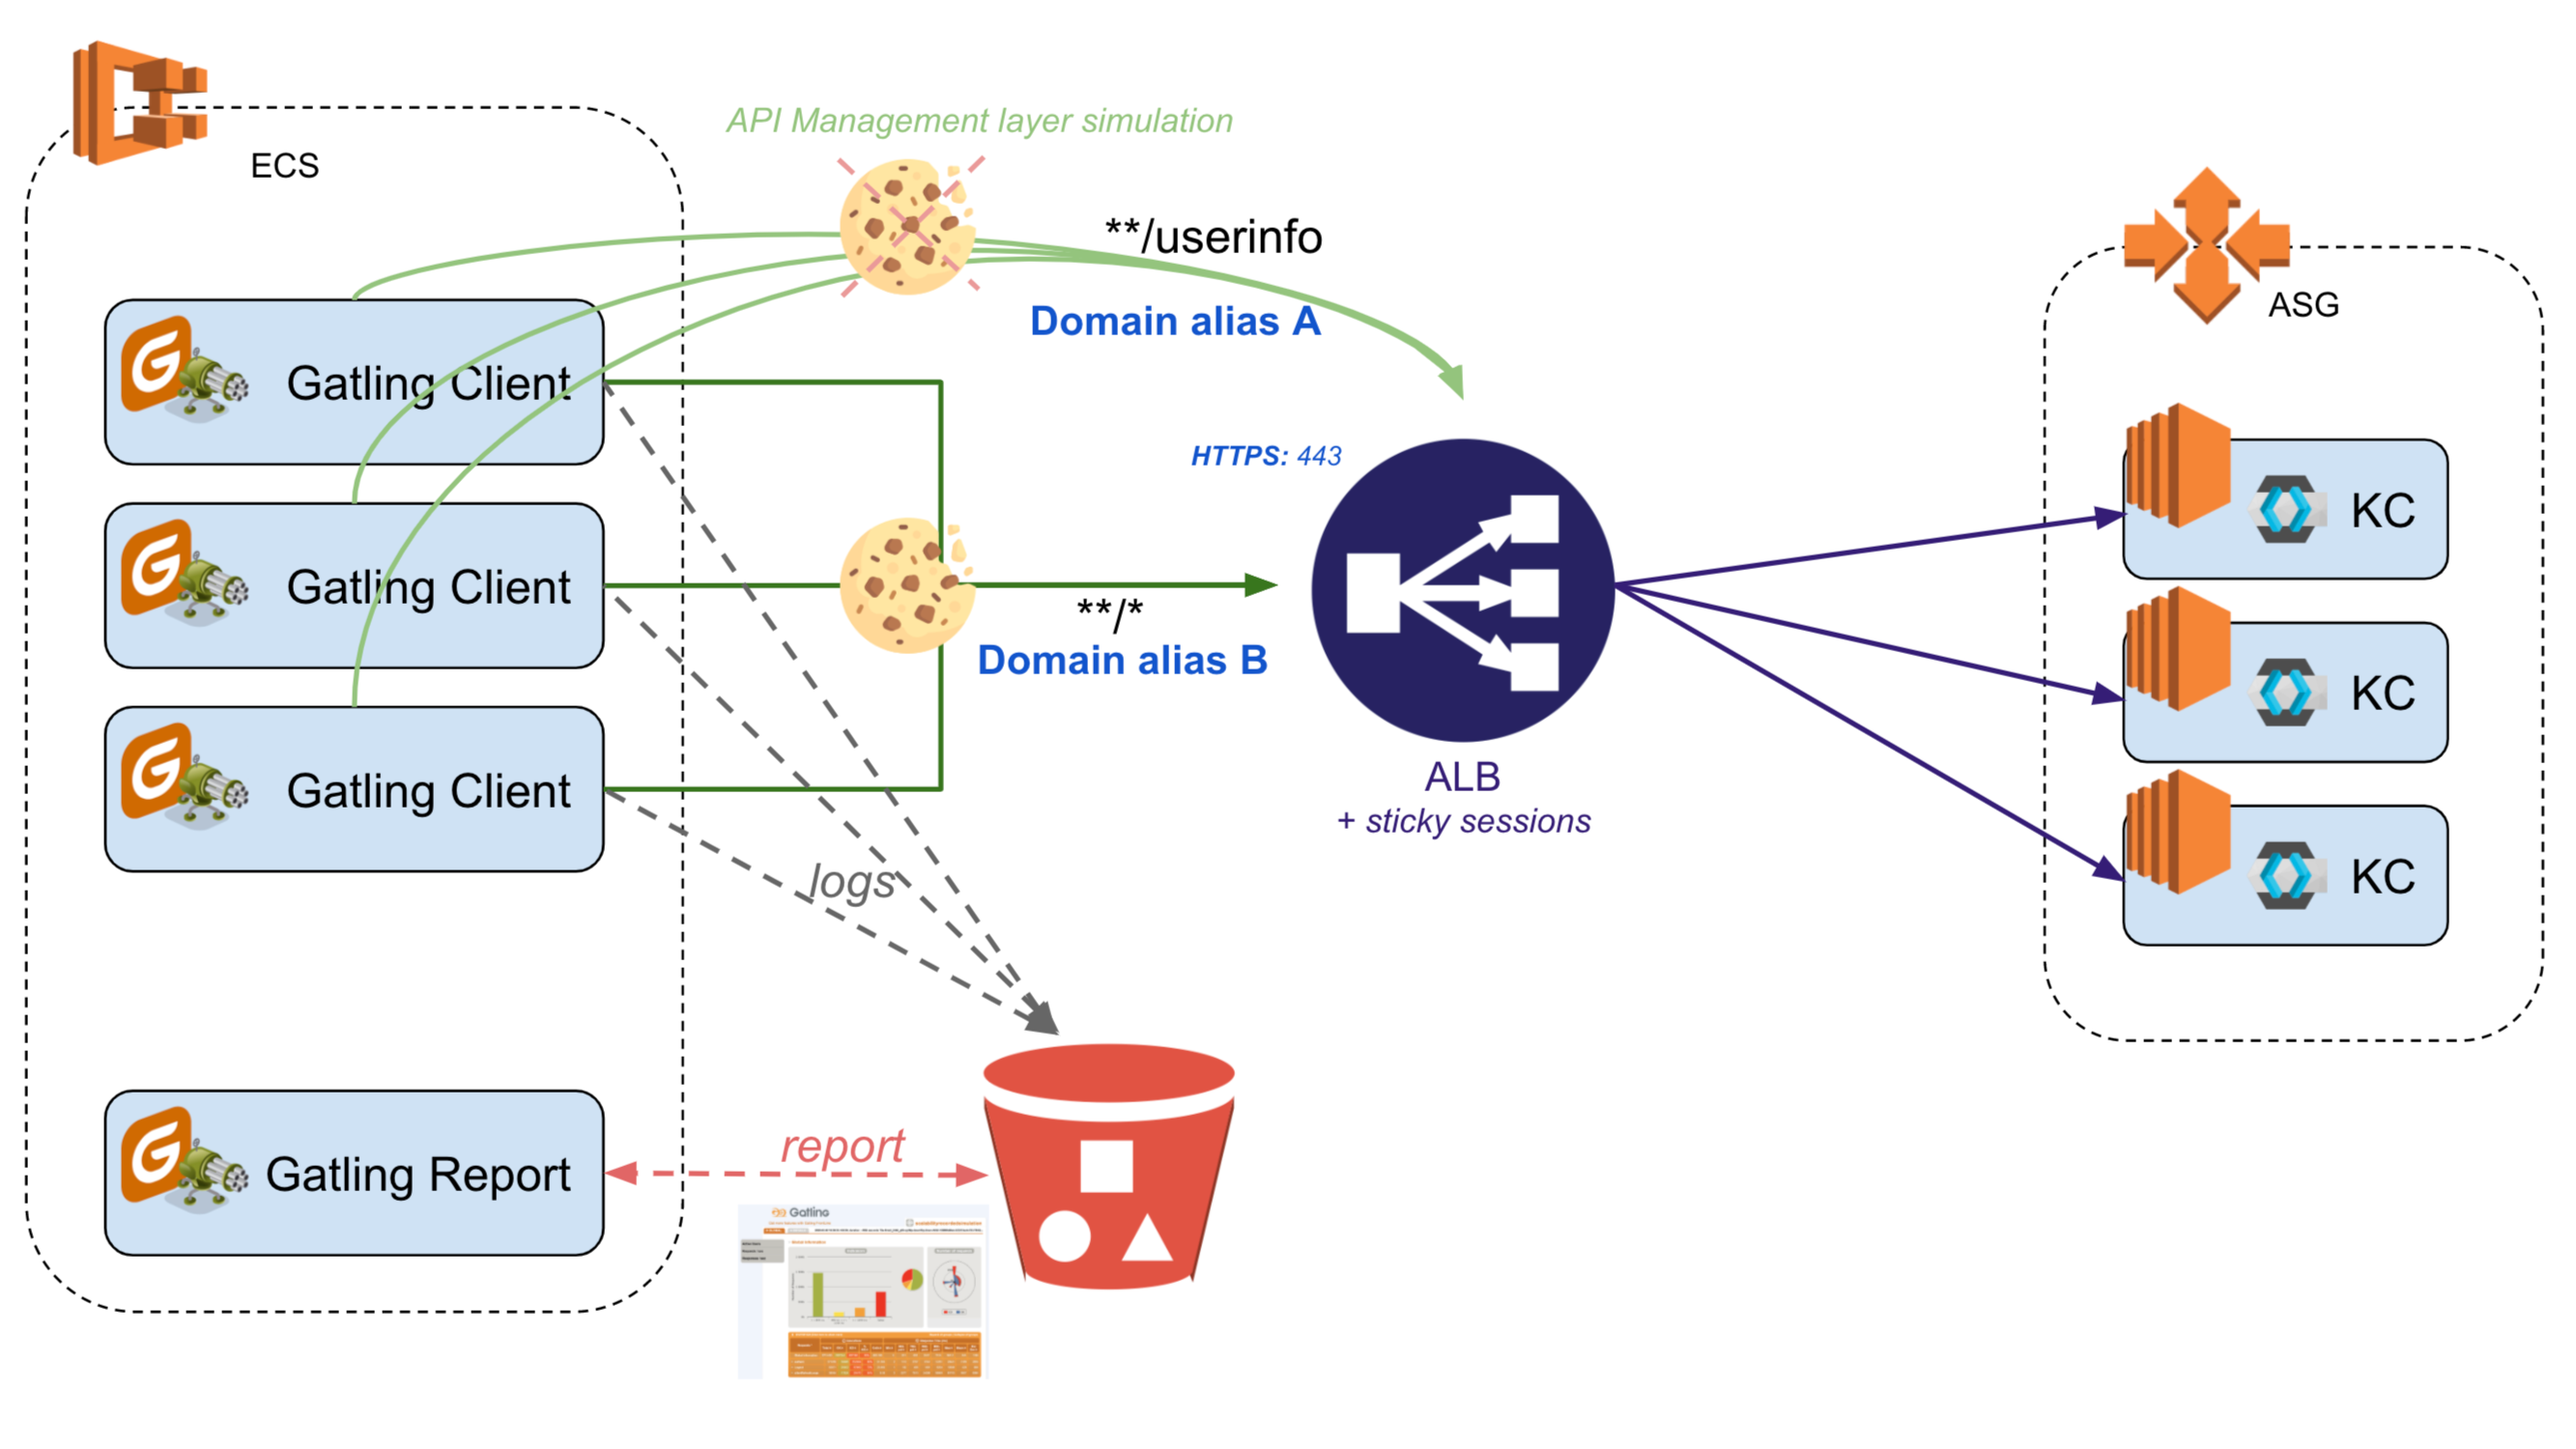 ECS
API Management layer simulation
**/userinfo
Domain alias A
ASG
Gatling Client
HTTPS: 443
Gatling Client
**/*
Domain alias B
Gatling Client
KC
KC
KC
ALB
+ sticky sessions
logs
Gatling Report
report
Gatling